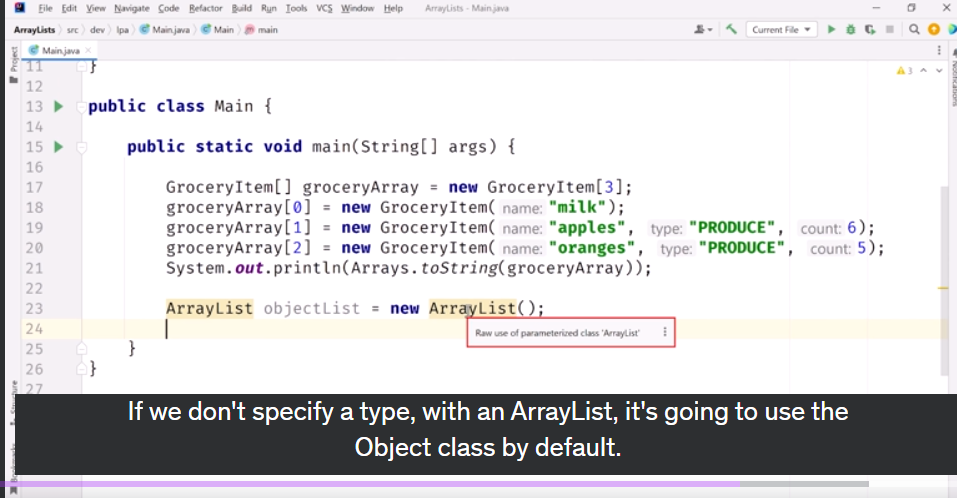 File Edit View Navigate Code Refactor Build Run Tools VCS Window Help ArrayLists - Main.java
ArrayLists src dev lpa Main.java Main main Current File
Project
Main.java
Notifications
11 }
12
13 public class Main {
14
15 public static void main(String[] args) {
16
17 GroceryItem[] groceryArray = new GroceryItem[3];
18 groceryArray[0] = new GroceryItem( name: "milk");
19 groceryArray[1] = new GroceryItem( name: "apples", type: "PRODUCE", count: 6);
20 groceryArray[2] = new GroceryItem( name: "oranges", type: "PRODUCE", count: 5);
21 System.out.println(Arrays.toString(groceryArray));
22
23 ArrayList objectList = new ArrayList();
24
Raw use of parameterized class 'ArrayList'
25 }
26 }
27
3
Structure
Bookmarks
If we don't specify a type, with an ArrayList, it's going to use the
Object class by default.